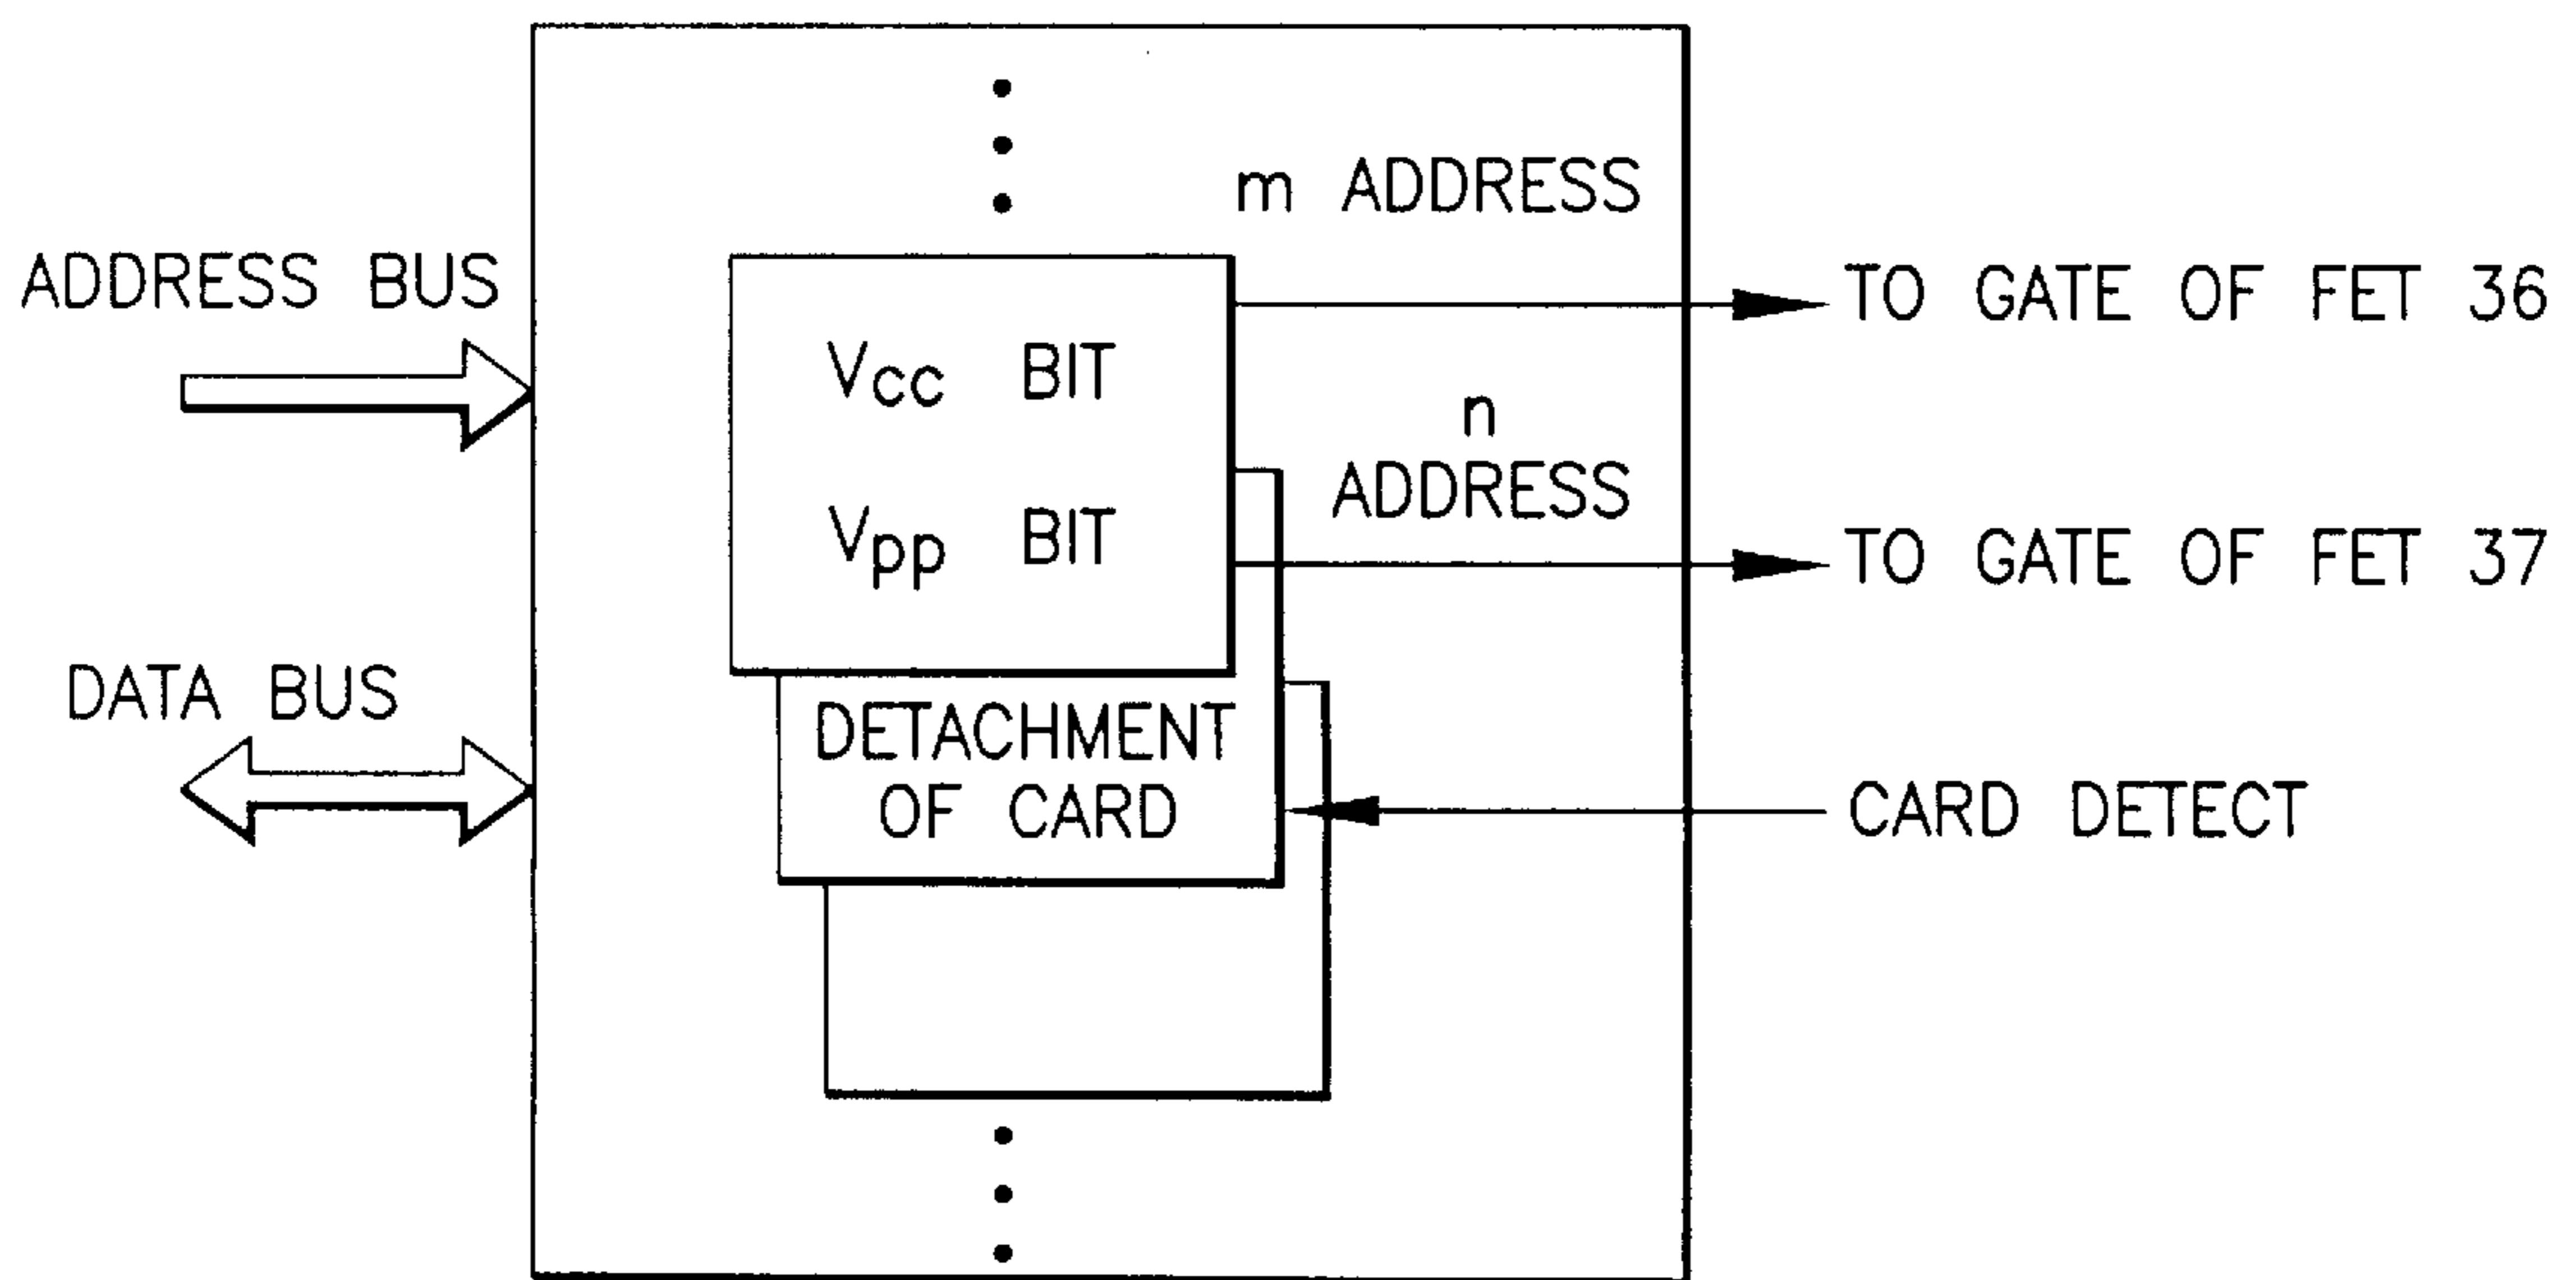 m ADDRESS
ADDRESS BUS
TO GATE OF FET 36
Vcc BIT
n
ADDRESS
Vpp BIT
TO GATE OF FET 37
DATA BUS
DETACHMENT
OF CARD
CARD DETECT